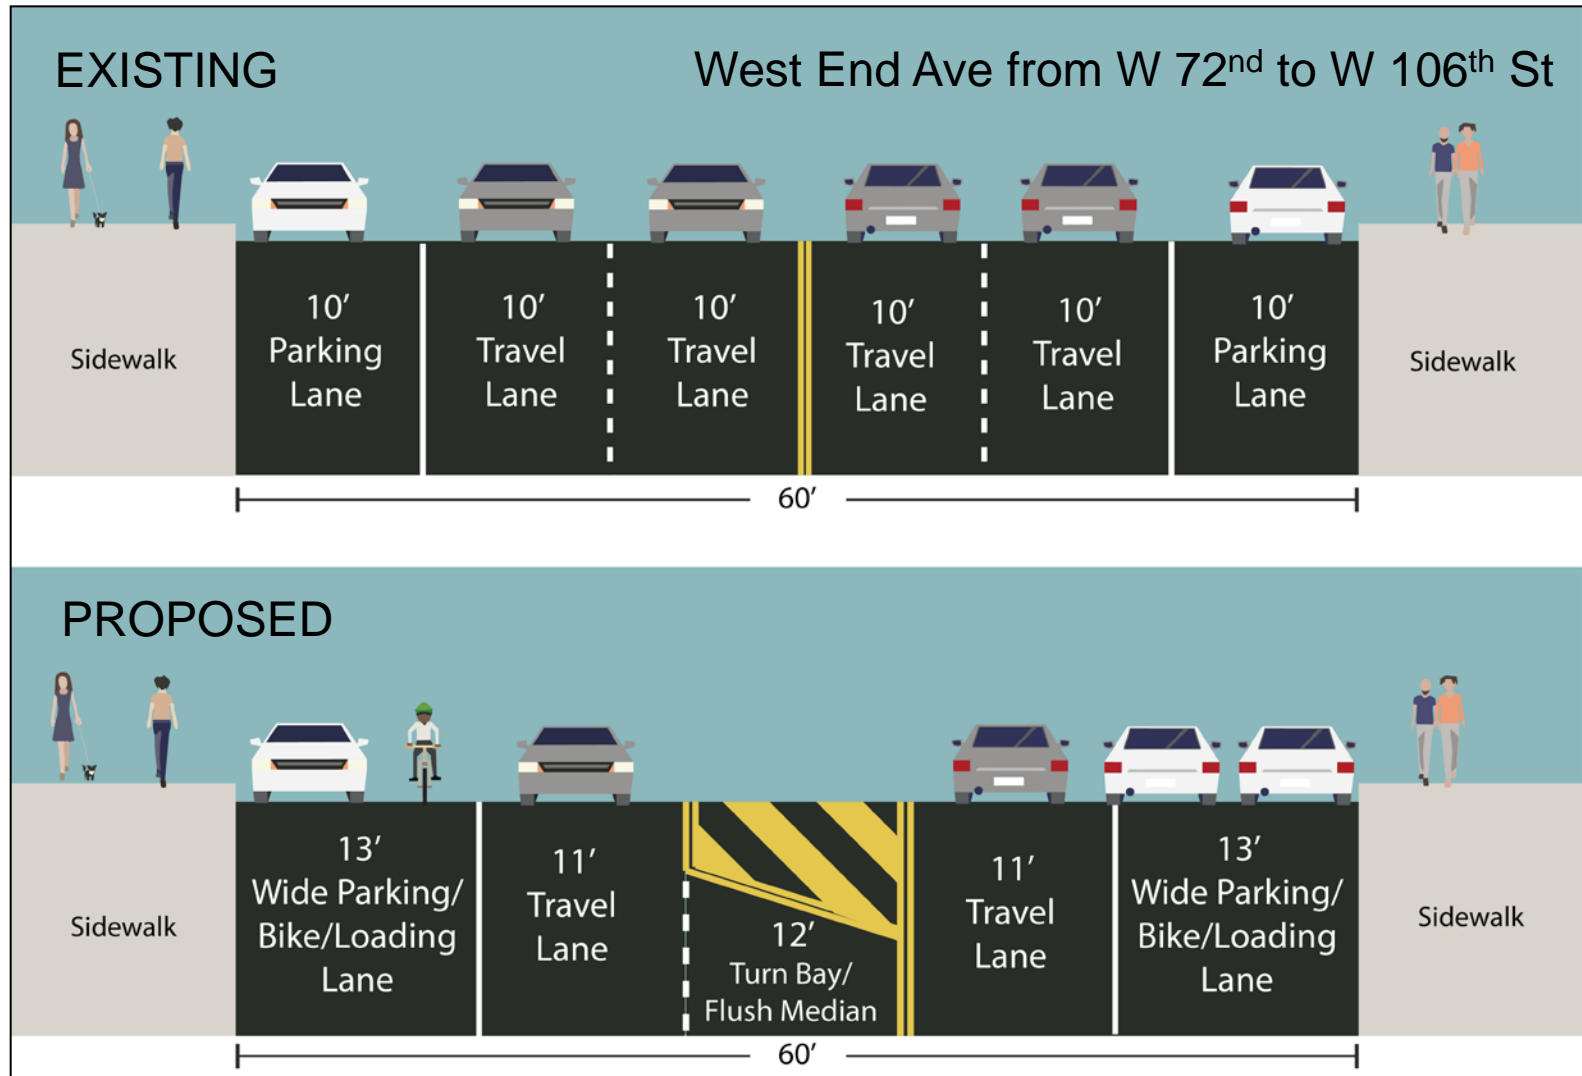 EXISTING
West End Ave from W 72nd to W 106th St
Sidewalk
10’
Parking
Lane
10’
Travel
Lane
10’
Travel
Lane
10’
Travel
Lane
10’
Travel
Lane
10’
Parking
Lane
Sidewalk
60’
PROPOSED
Sidewalk
13’
Wide Parking/
Bike/Loading
Lane
11’
Travel
Lane
12’
Turn Bay/
Flush Median
11’
Travel
Lane
13’
Wide Parking/
Bike/Loading
Lane
Sidewalk
60’